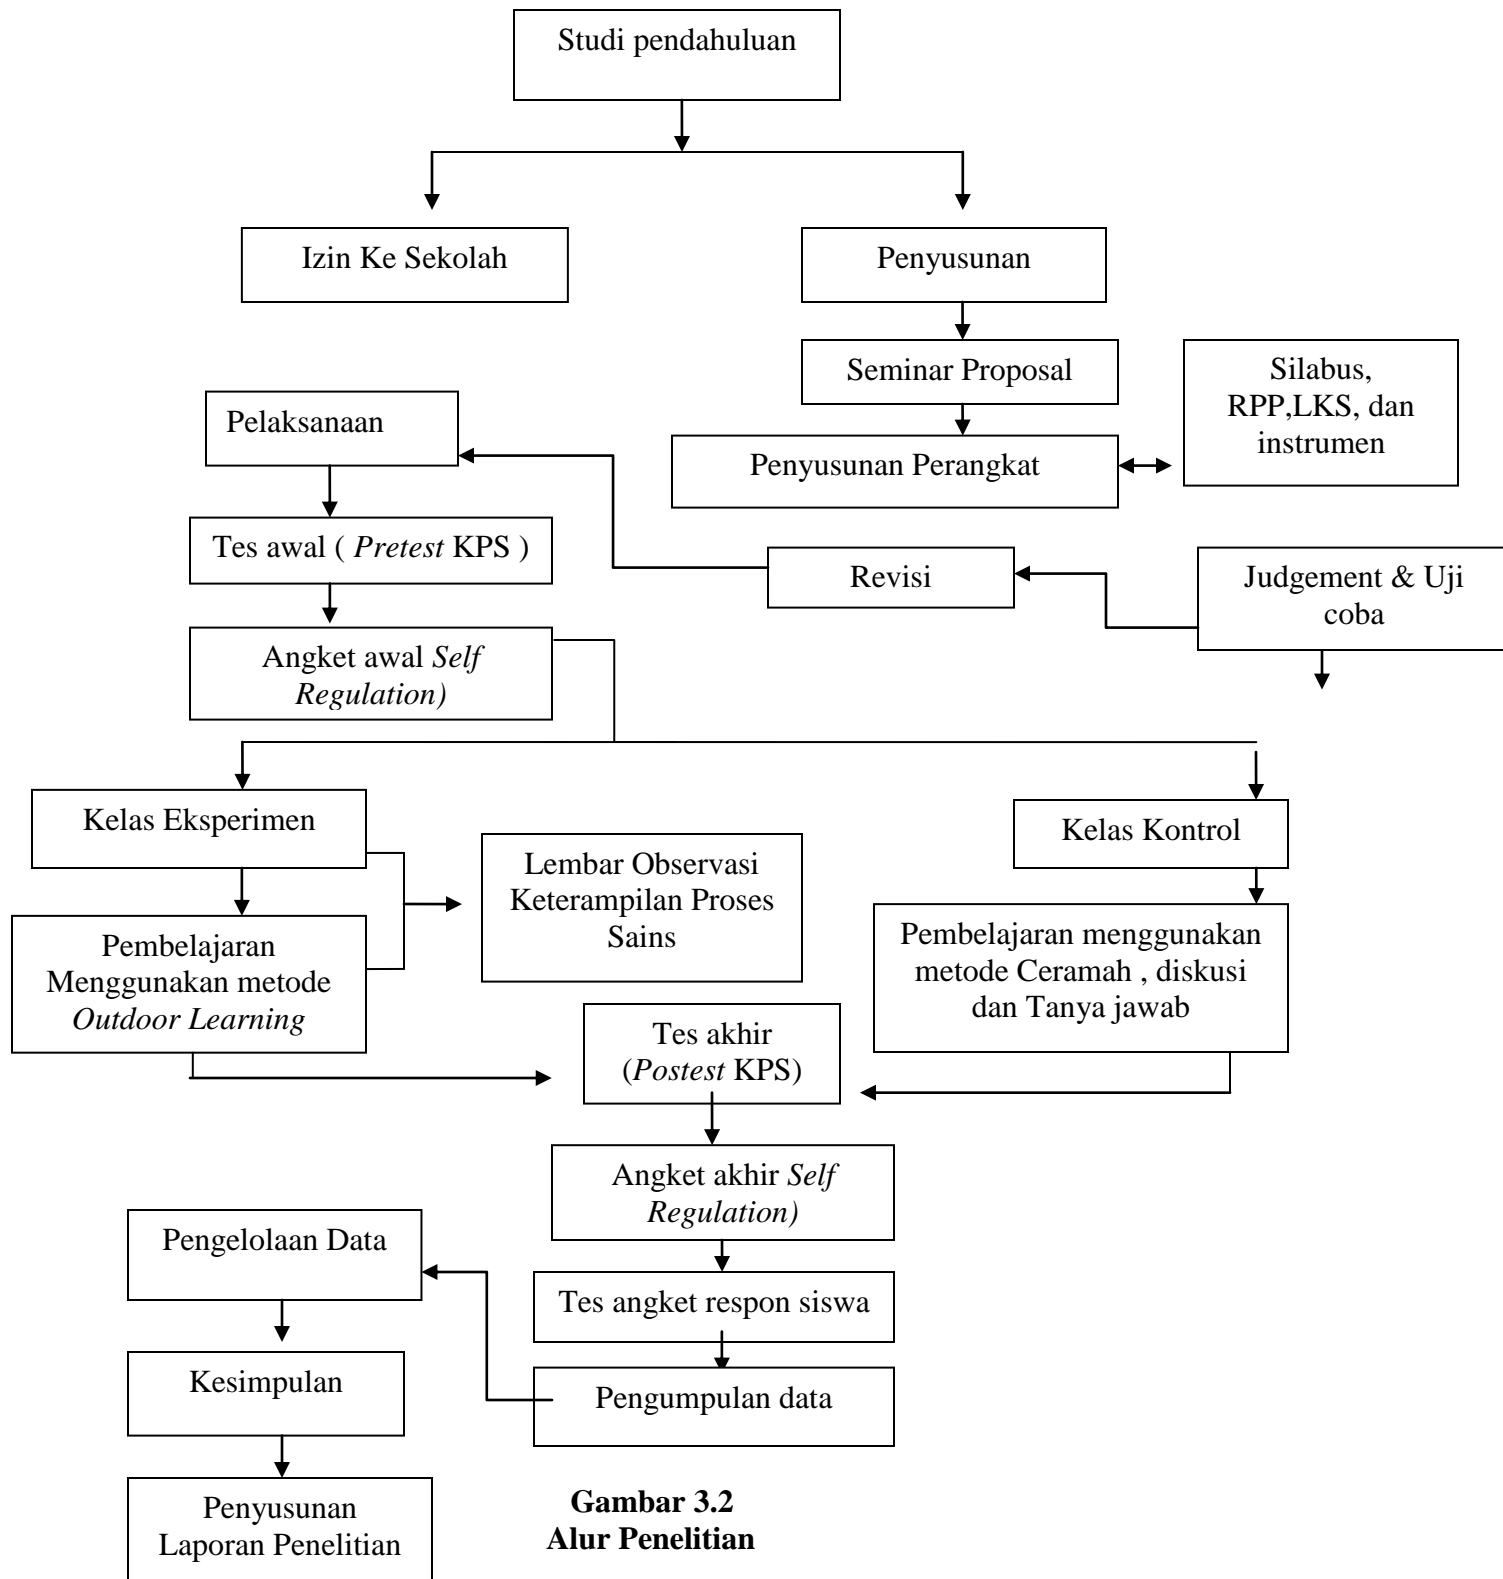 Studi pendahuluan
Izin Ke Sekolah
Penyusunan
Seminar Proposal
Silabus,
RPP,LKS, dan
instrumen
Pelaksanaan
Penyusunan Perangkat
Tes awal ( Pretest KPS )
Revisi
Judgement & Uji
coba
Angket awal Self
Regulation)
Kelas Eksperimen
Kelas Kontrol
Lembar Observasi
Keterampilan Proses
Sains
Pembelajaran
Menggunakan metode
Outdoor Learning
Pembelajaran menggunakan
metode Ceramah , diskusi
dan Tanya jawab
Tes akhir
(Postest KPS)
Angket akhir Self
Regulation)
Pengelolaan Data
Tes angket respon siswa
Kesimpulan
Pengumpulan data
Penyusunan
Laporan Penelitian
Gambar 3.2
Alur Penelitian